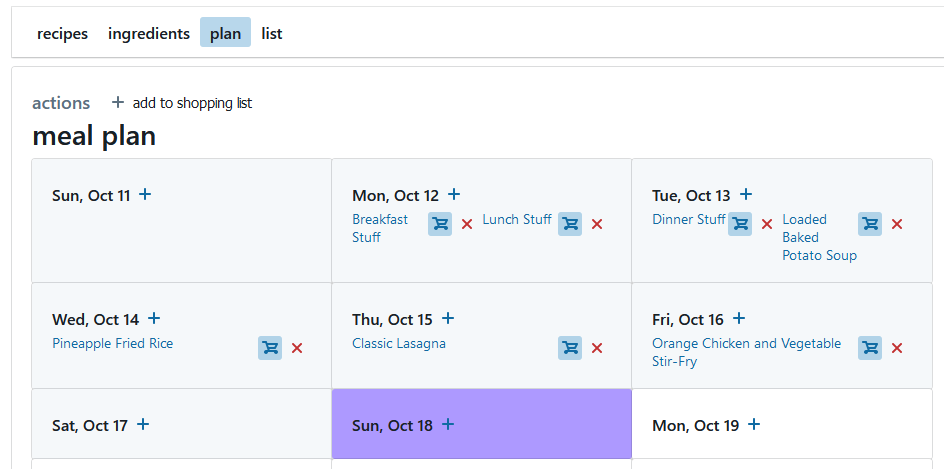 recipes ingredients plan list
actions + add to shopping list
meal plan
Sun, Oct 11 +
Mon, Oct 12 +
Breakfast
Stuff
Lunch Stuff
Tue, Oct 13 +
Dinner Stuff
Loaded
Baked
Potato Soup
Wed, Oct 14 +
Pineapple Fried Rice
Thu, Oct 15 +
Classic Lasagna
Fri, Oct 16 +
Orange Chicken and Vegetable
Stir-Fry
Sat, Oct 17 +
Sun, Oct 18 +
Mon, Oct 19 +